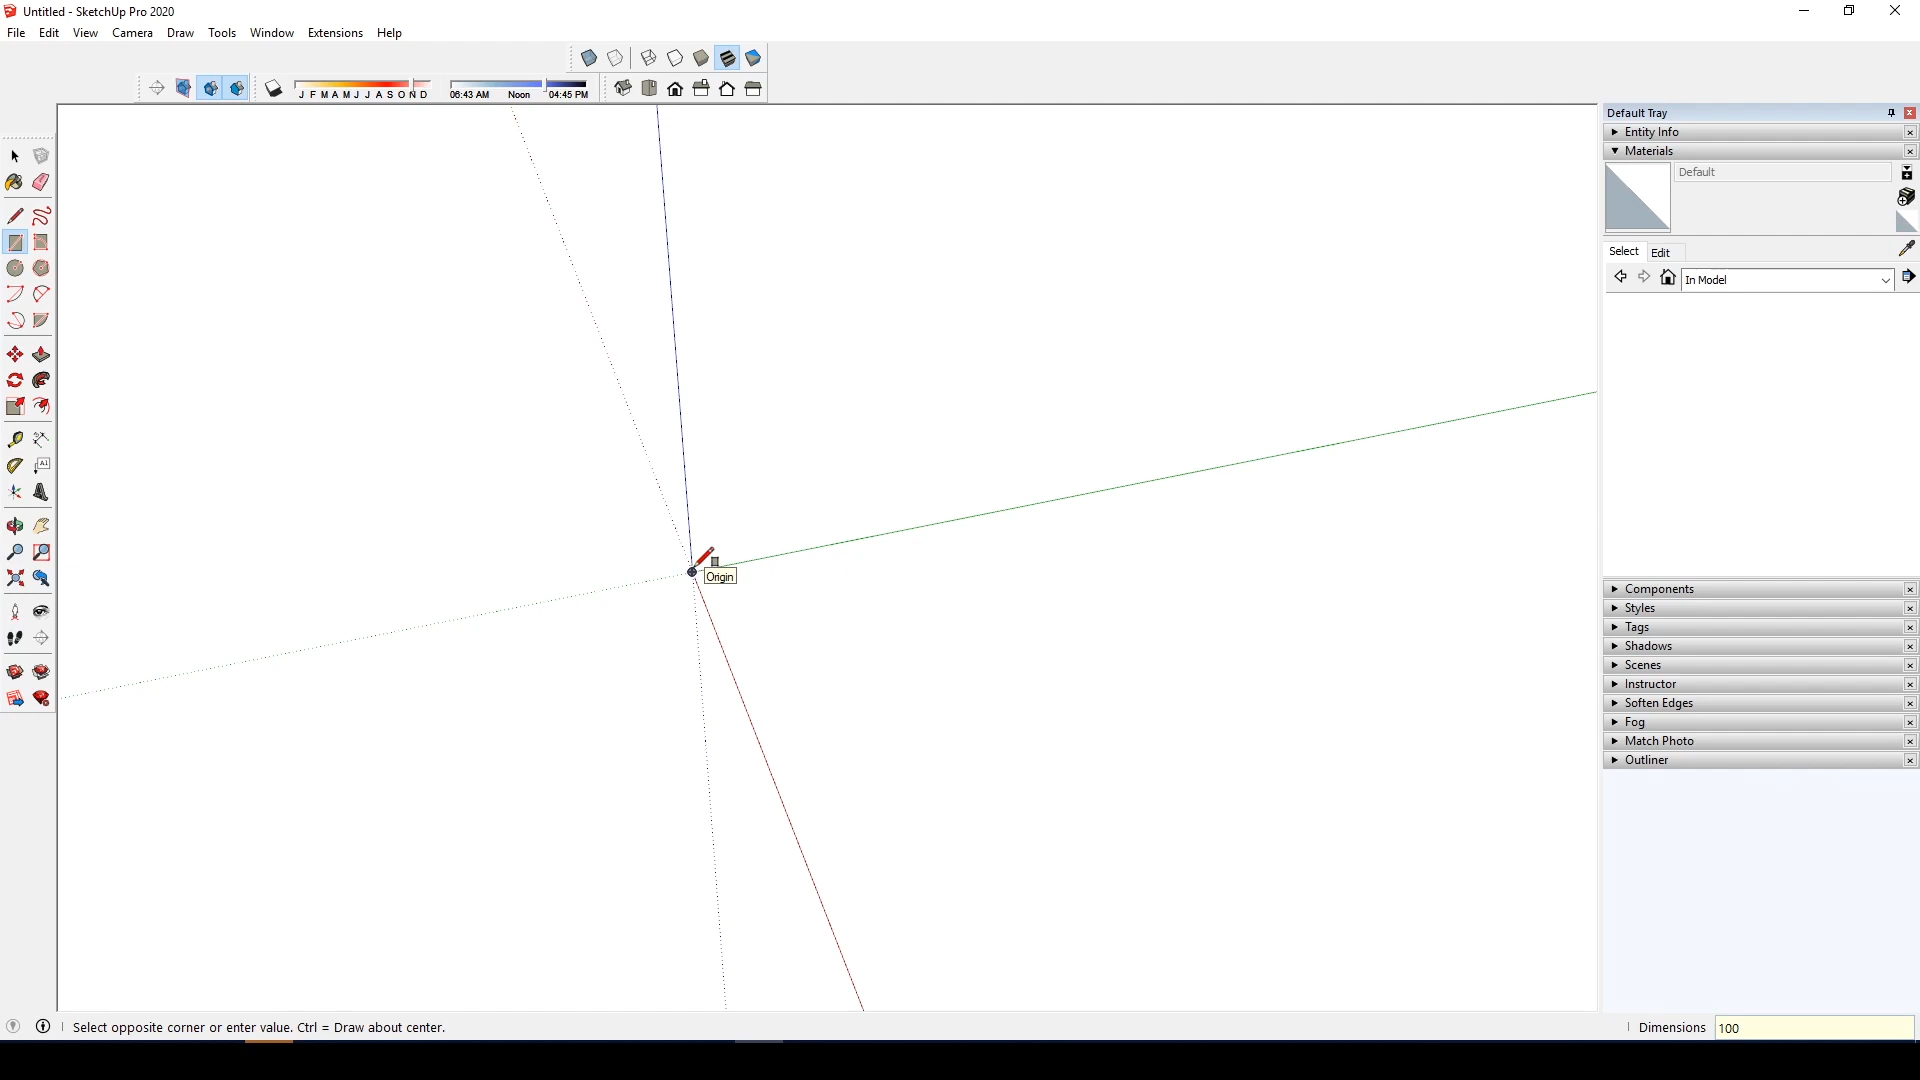 Untitled - SketchUp Pro 2020
File Edit View Camera Draw Tools Window Extensions Help
J F M A M J J A S O N D 06:43 AM Noon 04:45 PM
Default Tray
Entity Info
Materials
Default
Select Edit
In Model
A1
Origin
Components
Styles
Tags
Shadows
Scenes
Instructor
Soften Edges
Fog
Match Photo
Outliner
Select opposite corner or enter value. Ctrl = Draw about center.
Dimensions 100